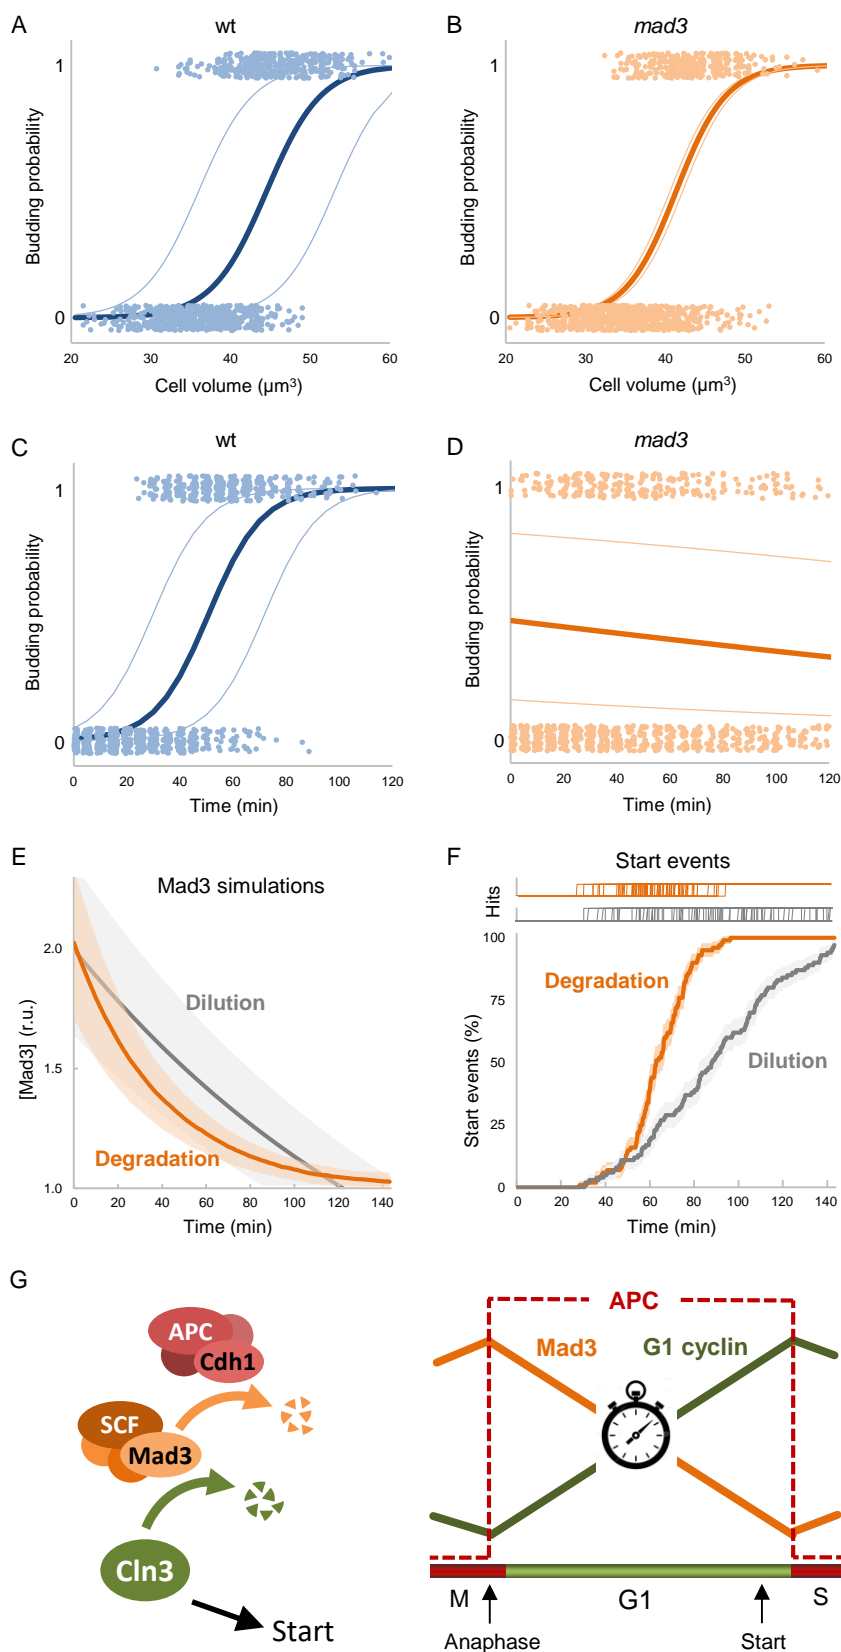 A
wt
B
mad3
Budding probability
1
0
20
30
40
50
60
Cell volume (µm³)
Budding probability
1
0
20
30
40
50
60
Cell volume (µm³)
C
wt
D
mad3
Budding probability
1
0
0
20
40
60
80
100
120
Time (min)
Budding probability
1
0
0
20
40
60
80
100
120
Time (min)
E
Mad3 simulations
[Mad3] (r.u.)
2.0
1.5
1.0
Dilution
Degradation
0
20
40
60
80
100
120
140
Time (min)
F
Start events
Hits
Start events (%)
100
75
50
25
0
Degradation
Dilution
0
20
40
60
80
100
120
140
Time (min)
G
APC
Cdh1
SCF
Mad3
Cln3
Start
APC
Mad3
G1 cyclin
M
G1
S
Anaphase
Start